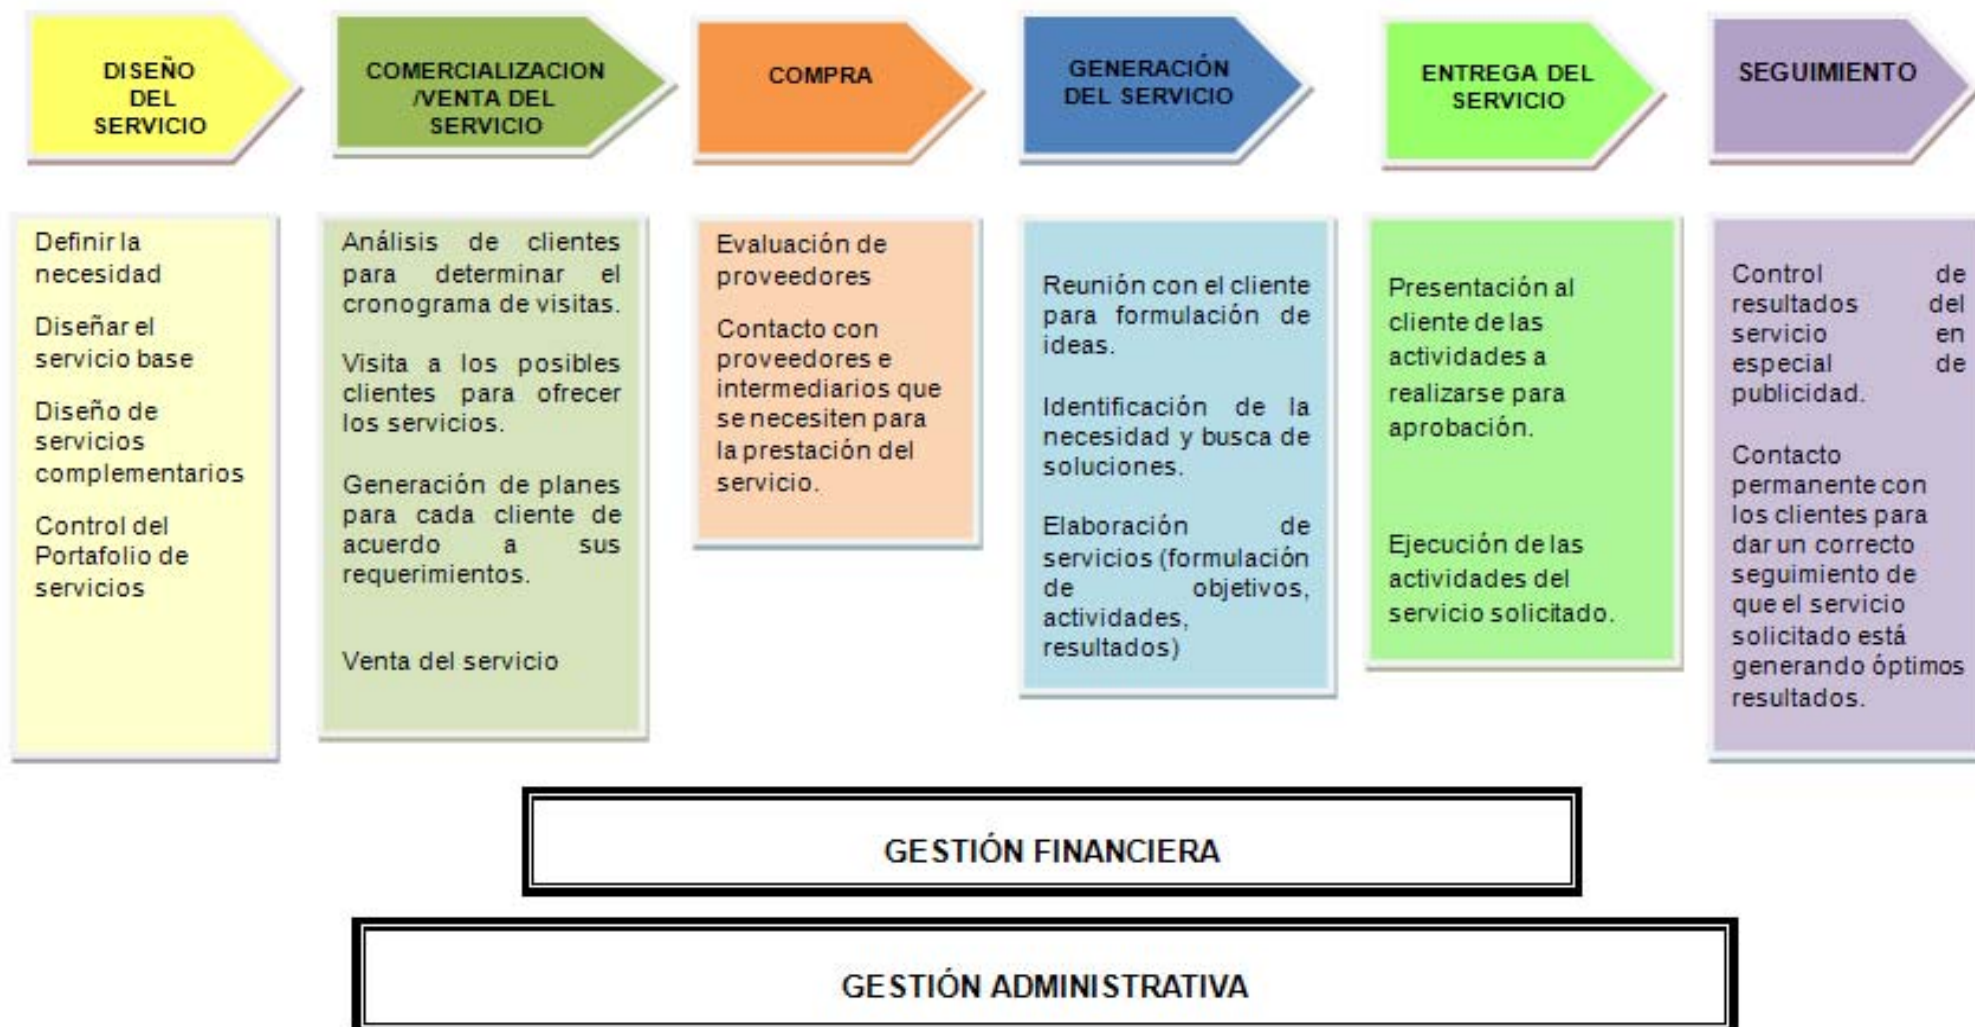 DISEÑO
DEL
SERVICIO
COMERCIALIZACION
/VENTA DEL
SERVICIO
COMPRA
GENERACIÓN
DEL SERVICIO
ENTREGA DEL
SERVICIO
SEGUIMIENTO
Definir la
necesidad
Diseñar el
servicio base
Diseño de
servicios
complementarios
Control del
Portafolio de
servicios
Análisis de clientes
para determinar el
cronograma de visitas.
Visita a los posibles
clientes para ofrecer
los servicios.
Generación de planes
para cada cliente de
acuerdo a sus
requerimientos.
Venta del servicio
Evaluación de
proveedores
Contacto con
proveedores e
intermediarios que
se necesiten para
la prestación del
servicio.
Reunión con el cliente
para formulación de
ideas.
Identificación de la
necesidad y busca de
soluciones.
Elaboración de
servicios (formulación
de objetivos,
actividades,
resultados)
Presentación al
cliente de las
actividades a
realizarse para
aprobación.
Ejecución de las
actividades del
servicio solicitado.
Control de
resultados del
servicio en
especial de
publicidad.
Contacto
permanente con
los clientes para
dar un correcto
seguimiento de
que el servicio
solicitado está
generando óptimos
resultados.
GESTIÓN FINANCIERA
GESTIÓN ADMINISTRATIVA